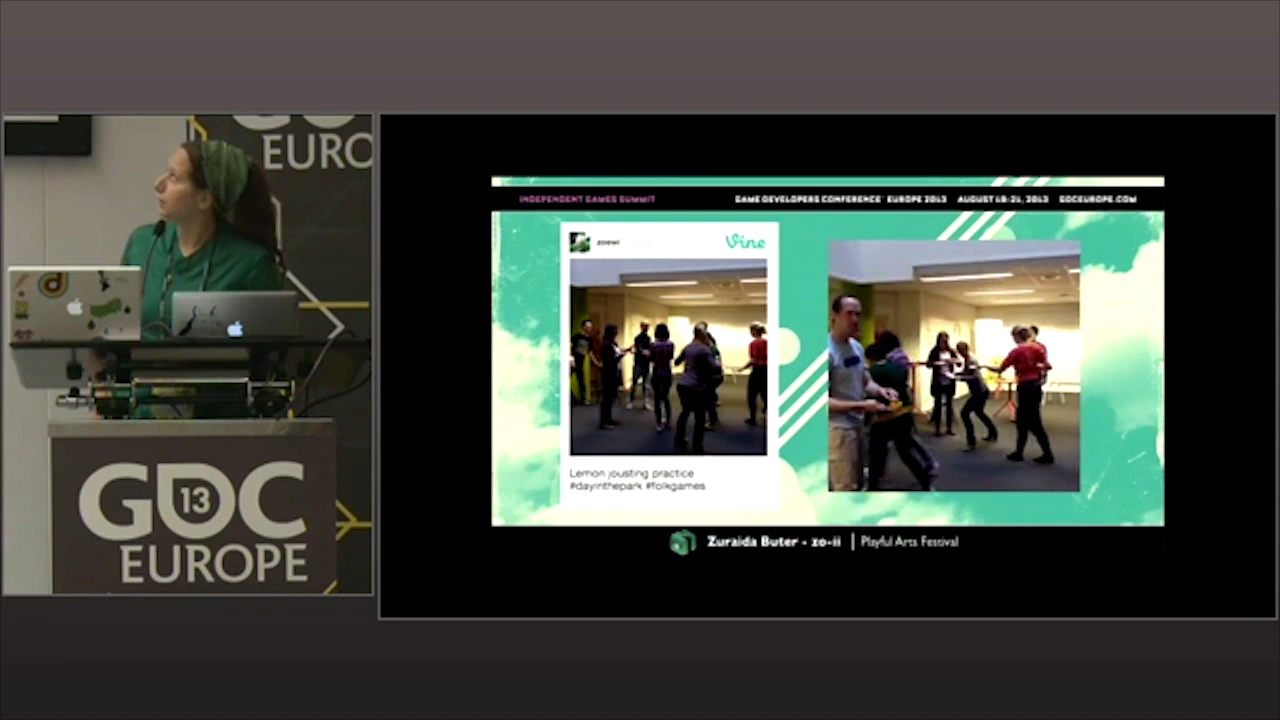 EURO
GDC
13
EUROPE
INDEPENDENT GAMES SUMMIT
GAME DEVELOPERS CONFERENCE EUROPE 2013 AUGUST 19-21, 2013 GDCEUROPE.COM
zoewi
Vine
Lemon jousting practice
#dayinthepark #folkgames
Zuraida Buter - zo-ii | Playful Arts Festival